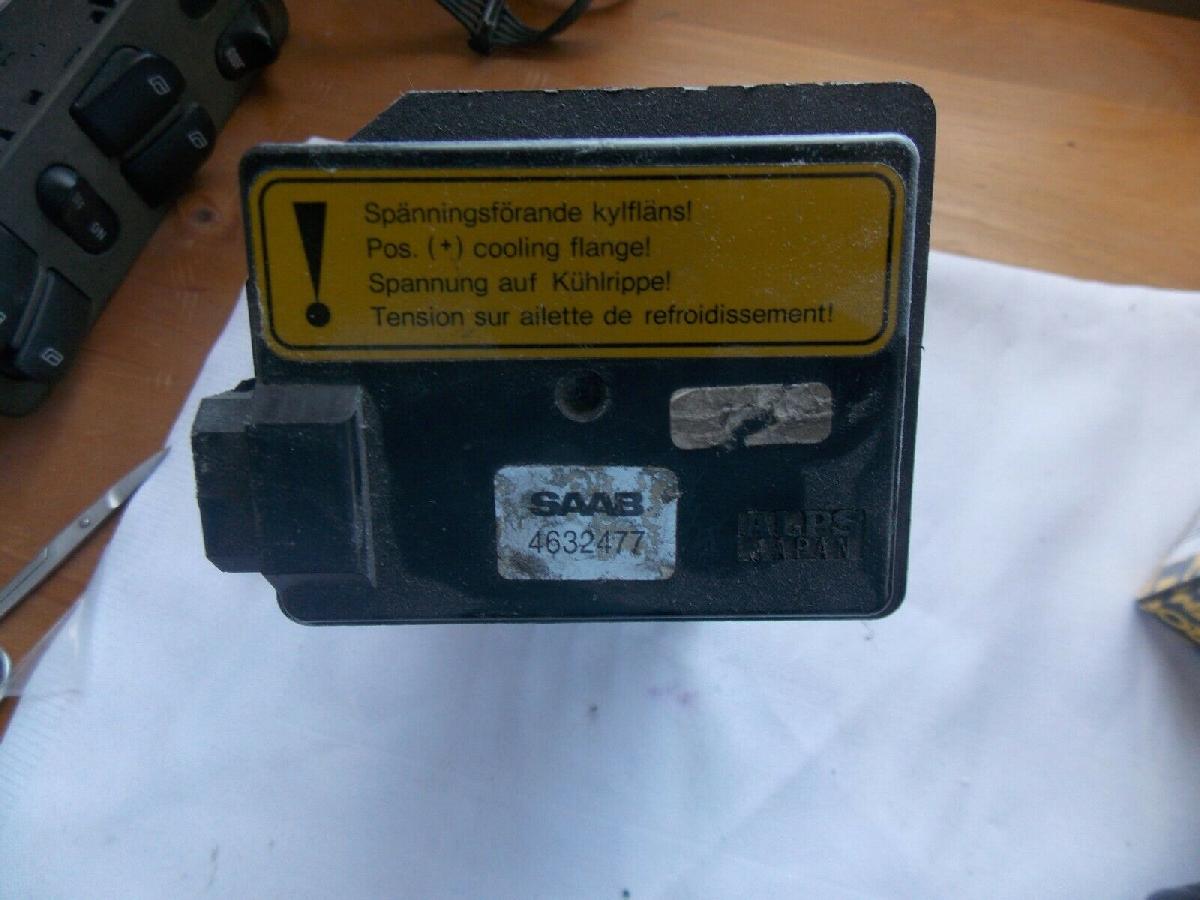 Spänningsförande kylfläns!
Pos. (+) cooling flange!
Spannung auf Kühlrippe!
Tension sur ailette de refroidissement!
SAAB
4632477
ALPS
JAPAN